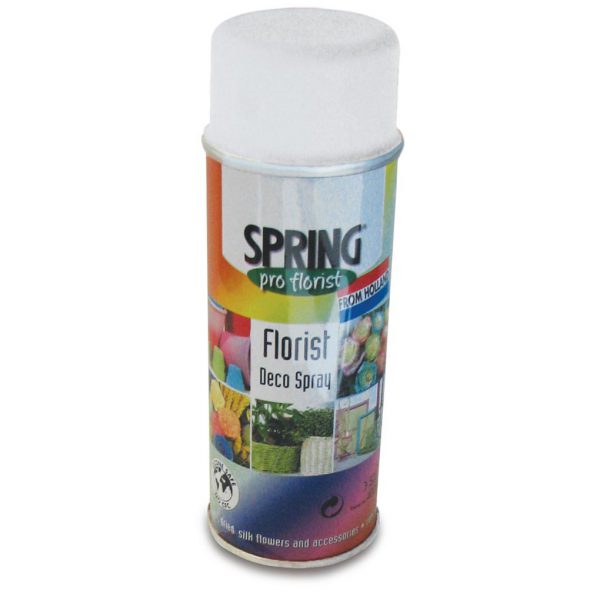 SPRING
pro florist
FROM HOLLAND
Florist
Deco Spray
silk flowers and accessories